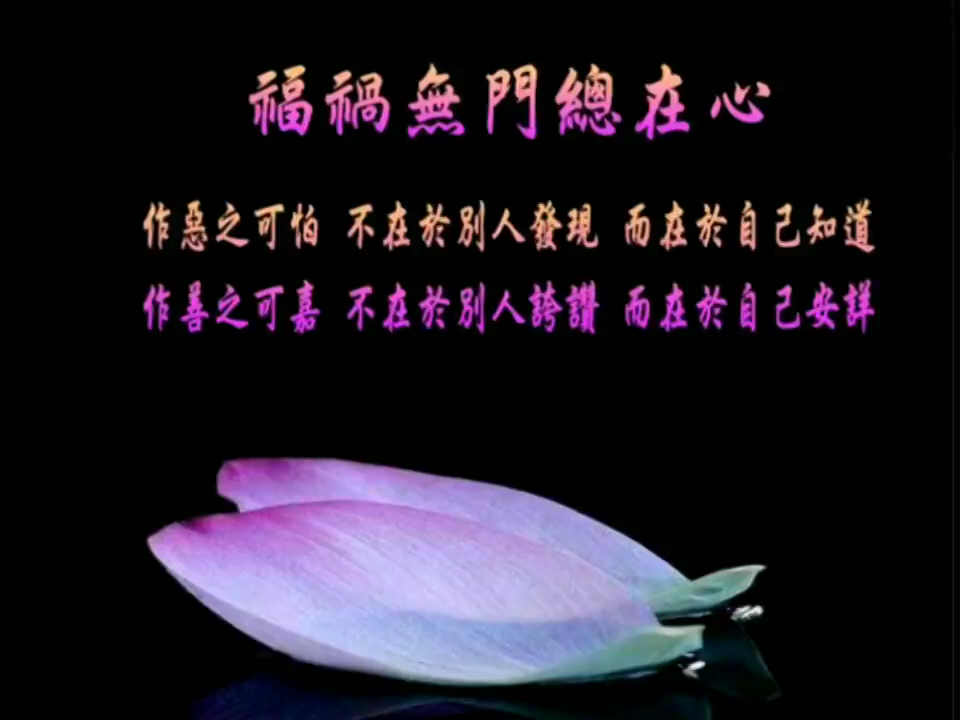 福禍無門總在心
作惡之可怕 不在於別人發現 而在於自己知道
作善之可嘉 不在於別人誇讚 而在於自己安詳